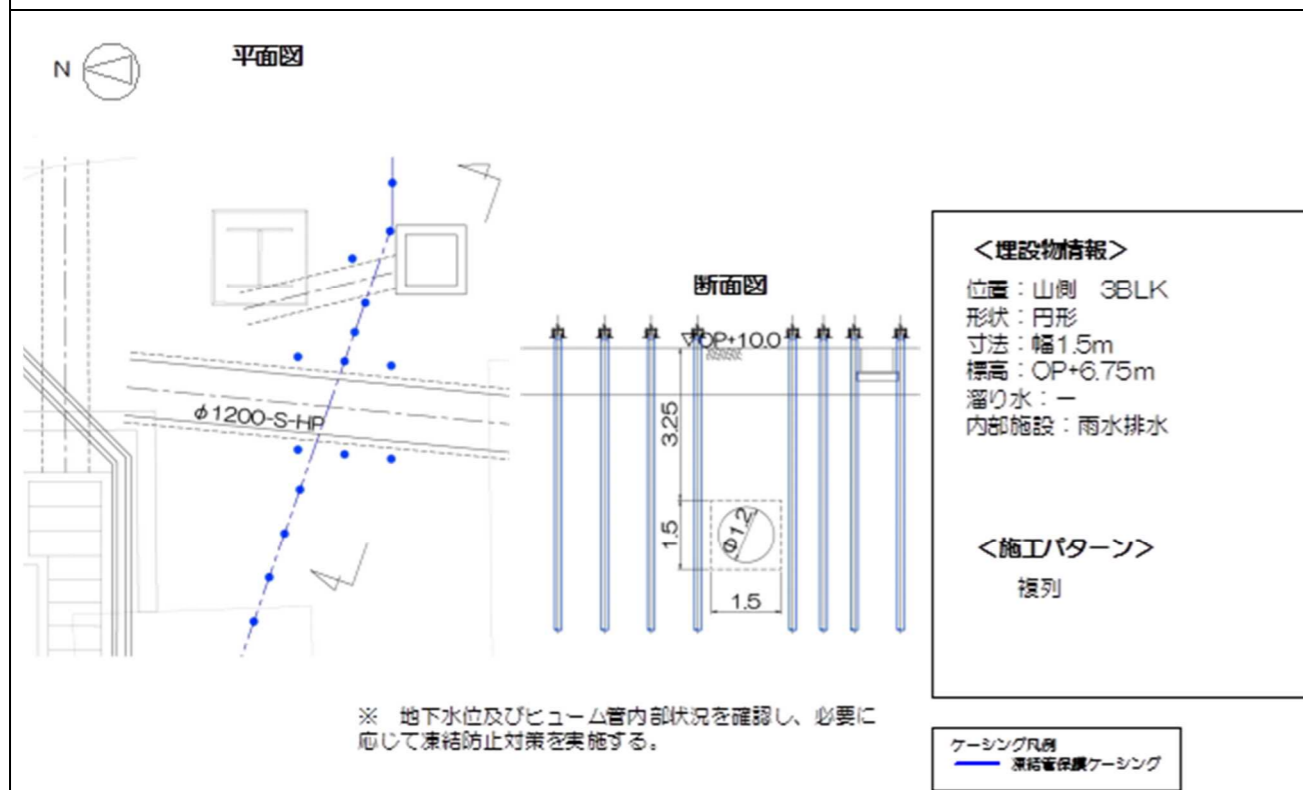 平面図
N
φ1200-S-HP
断面図
▽OP+10.0
3.25
1.5
Φ1.2
1.5
<埋設物情報>
位置：山側 3BLK
形状：円形
寸法：幅1.5m
標高：OP+6.75m
溜り水：－
内部施設：雨水排水
<施工パターン>
複列
※ 地下水位及びヒューム管内部状況を確認し、必要に
応じて凍結防止対策を実施する。
ケーシング凡例
凍結管保護ケーシング